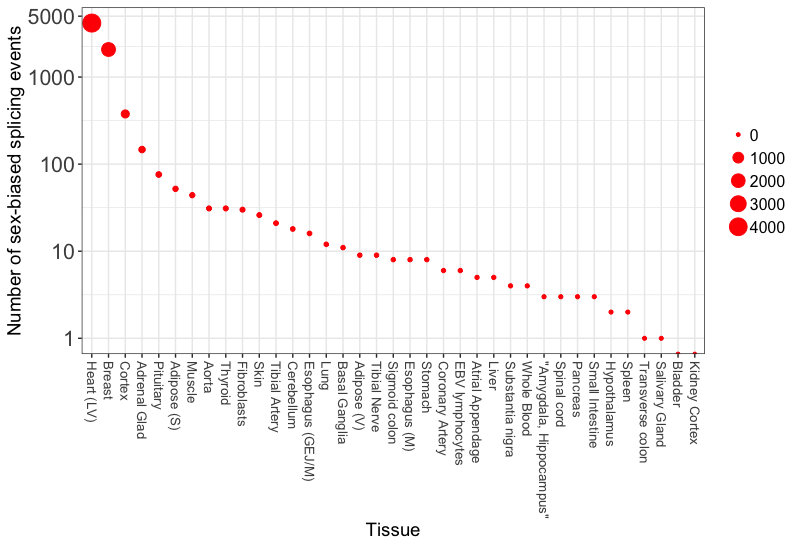 Number of sex-biased splicing events
5000
1000
100
10
1
Heart (LV)
Breast
Cortex
Adrenal Glad
Pituitary
Adipose (S)
Muscle
Aorta
Thyroid
Fibroblasts
Skin
Tibial Artery
Cerebellum
Esophagus (GEJ/M)
Lung
Basal Ganglia
Adipose (V)
Tibial Nerve
Sigmoid colon
Esophagus (M)
Stomach
Coronary Artery
EBV lymphocytes
Atrial Appendage
Liver
Substantia nigra
Whole Blood
"Amygdala, Hippocampus"
Spinal cord
Pancreas
Small Intestine
Hypothalamus
Spleen
Transverse colon
Salivary Gland
Bladder
Kidney Cortex
Tissue
0
1000
2000
3000
4000